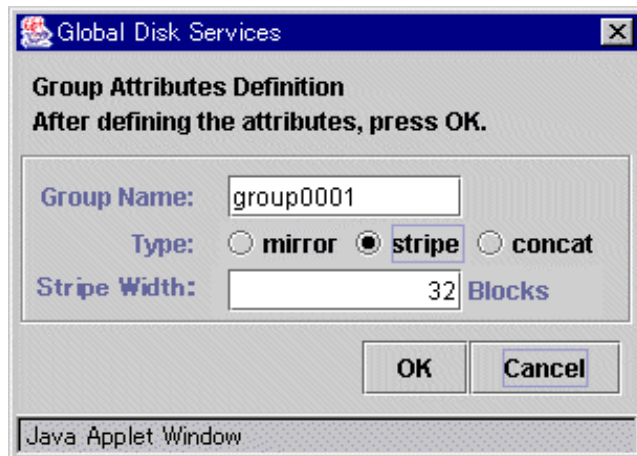 Global Disk Services
Group Attributes Definition
After defining the attributes, press OK.
Group Name: group0001
Type: mirror stripe concat
Stripe Width: 32 Blocks
OK Cancel
Java Applet Window